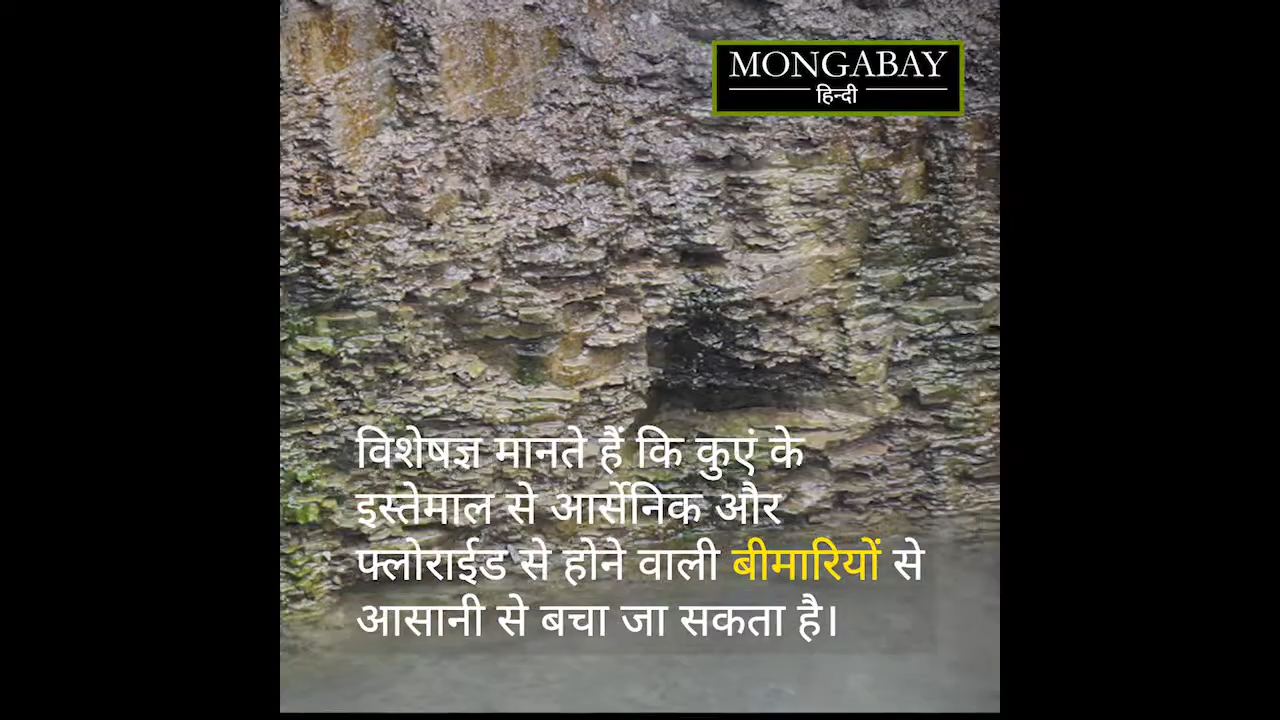 MONGABAY
हिन्दी
विशेषज्ञ मानते हैं कि कुएं के
इस्तेमाल से आर्सेनिक और
फ्लोराईड से होने वाली बीमारियों से
आसानी से बचा जा सकता है।